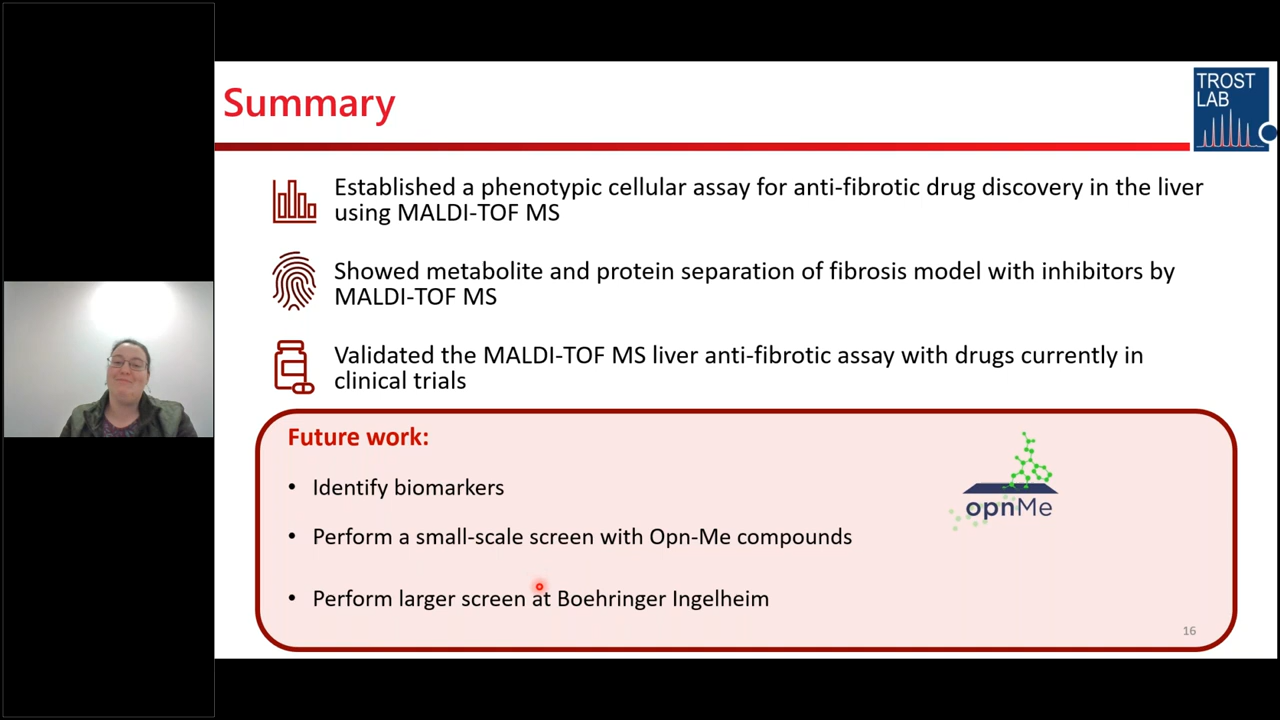 Summary
TROST
LAB
Established a phenotypic cellular assay for anti-fibrotic drug discovery in the liver
using MALDI-TOF MS
Showed metabolite and protein separation of fibrosis model with inhibitors by
MALDI-TOF MS
Validated the MALDI-TOF MS liver anti-fibrotic assay with drugs currently in
clinical trials
Future work:
• Identify biomarkers
opnMe
• Perform a small-scale screen with Opn-Me compounds
• Perform larger screen at Boehringer Ingelheim
16